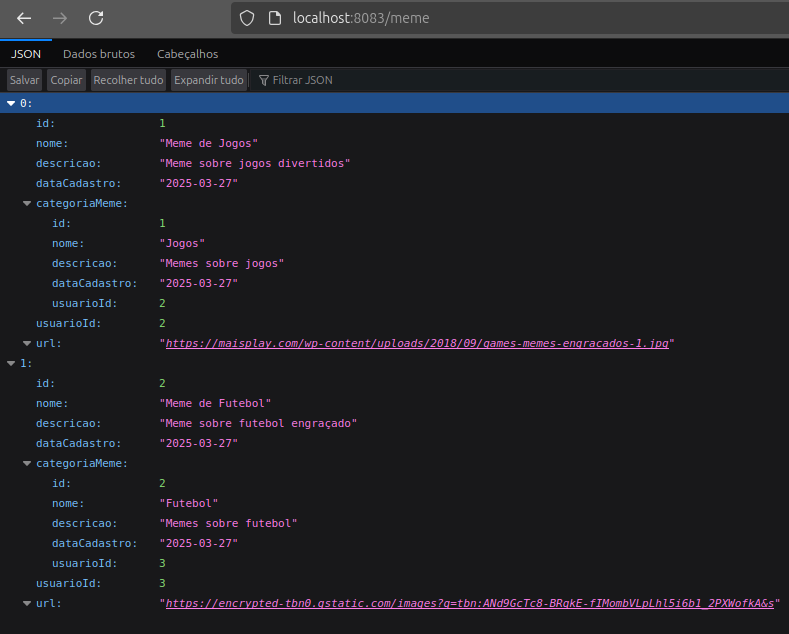 localhost:8083/meme
JSON Dados brutos Cabeçalhos
Salvar Copiar Recolher tudo Expandir tudo Filtrar JSON
0:
id: 1
nome: "Meme de Jogos"
descricao: "Meme sobre jogos divertidos"
dataCadastro: "2025-03-27"
categoriaMeme:
id: 1
nome: "Jogos"
descricao: "Memes sobre jogos"
dataCadastro: "2025-03-27"
usuarioId: 2
usuarioId: 2
url: "https://maisplay.com/wp-content/uploads/2018/09/games-memes-engracados-1.jpg"
1:
id: 2
nome: "Meme de Futebol"
descricao: "Meme sobre futebol engraçado"
dataCadastro: "2025-03-27"
categoriaMeme:
id: 2
nome: "Futebol"
descricao: "Memes sobre futebol"
dataCadastro: "2025-03-27"
usuarioId: 3
usuarioId: 3
url: "https://encrypted-tbn0.gstatic.com/images?q=tbn:ANd9GcTc8-BRqkE-fIMombVLpLhl5i6b1_2PXWofkA&s"